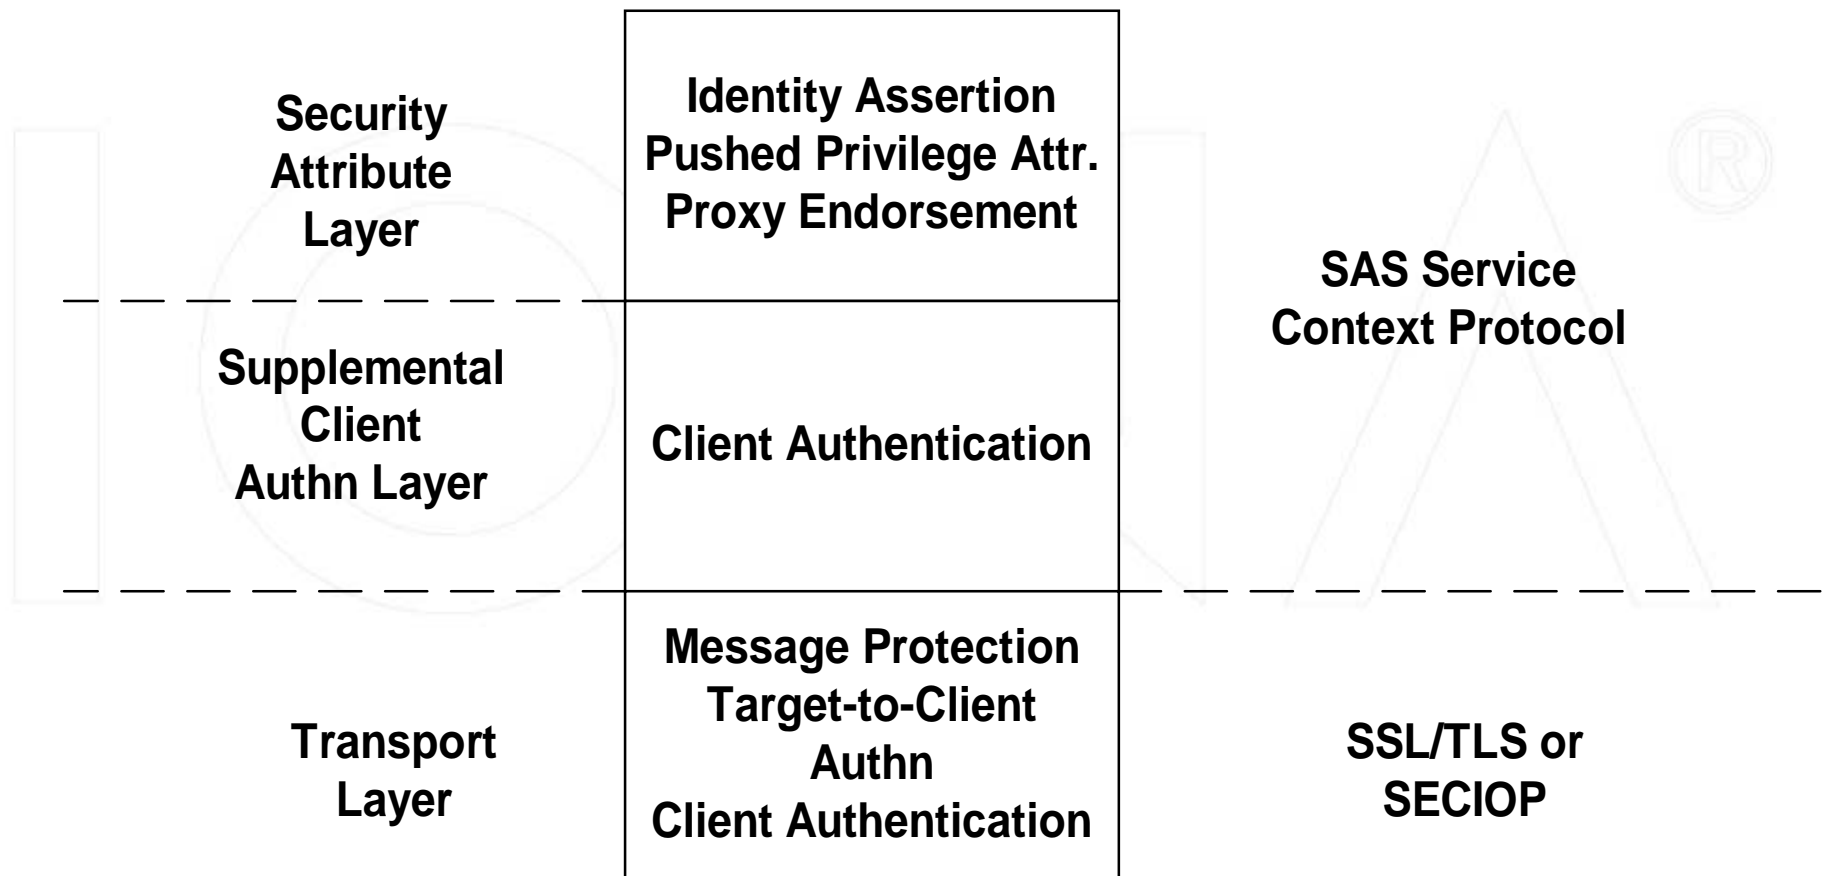 Security
Attribute
Layer
Identity Assertion
Pushed Privilege Attr.
Proxy Endorsement
SAS Service
Context Protocol
Supplemental
Client
Authn Layer
Client Authentication
Transport
Layer
Message Protection
Target-to-Client
Authn
Client Authentication
SSL/TLS or
SECIOP
IONA®